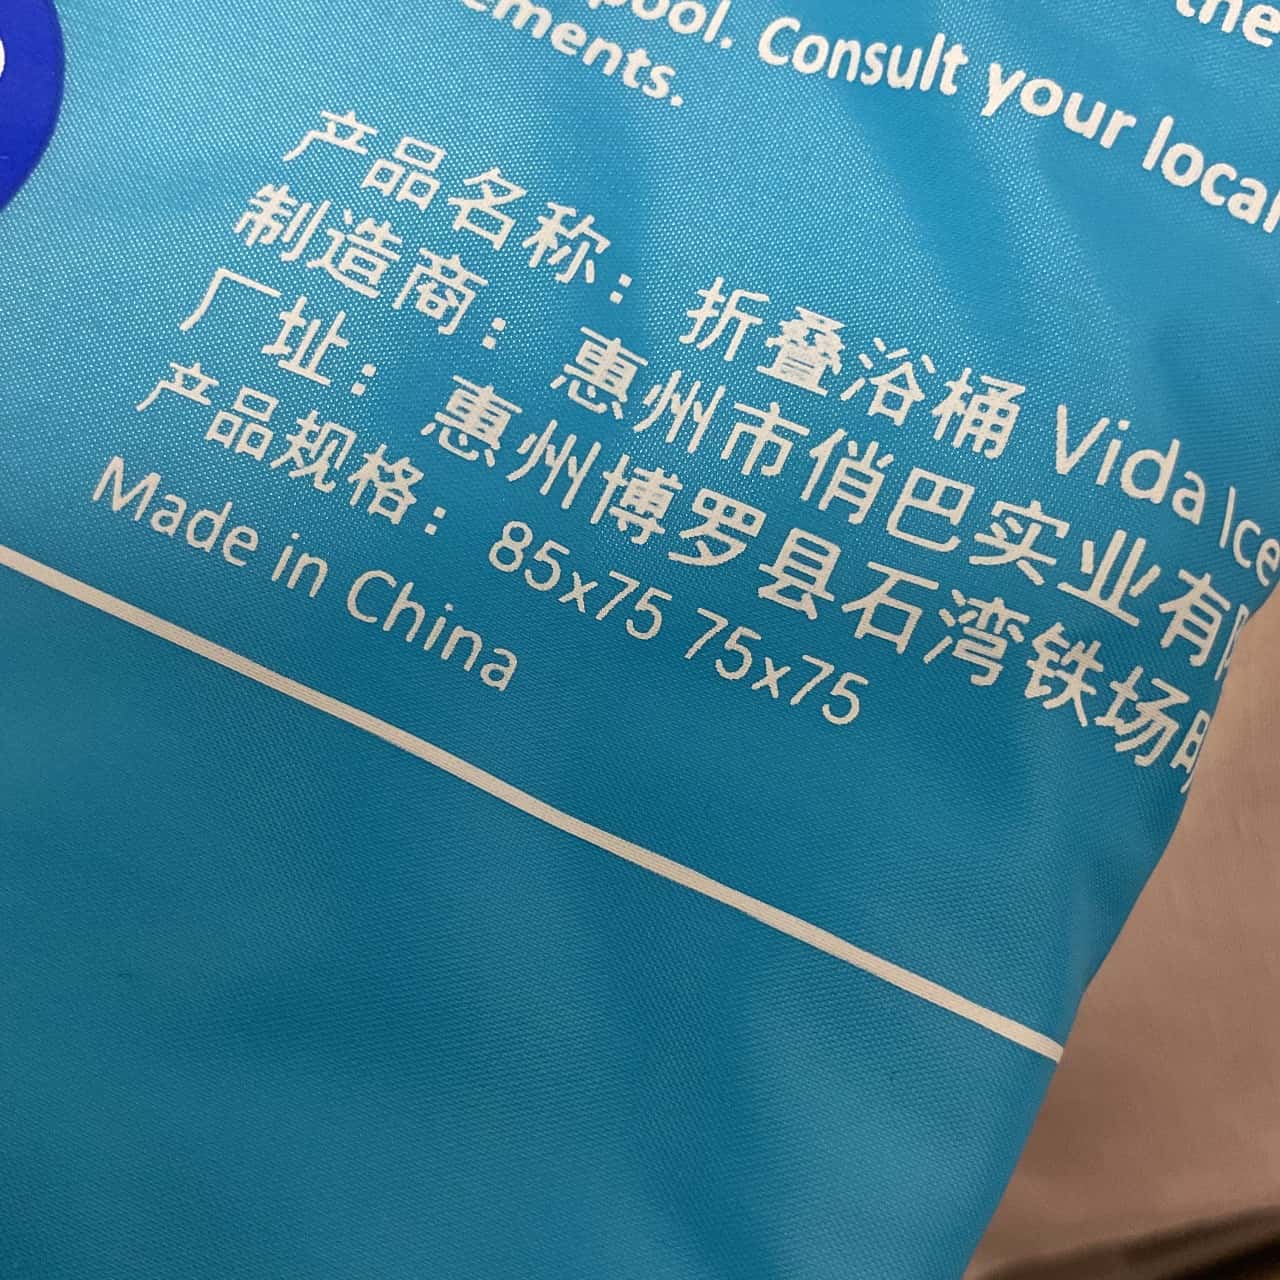 the
pool. Consult your local
产品名称： 折叠浴桶 Vida Ice
制造商： 惠州市俏巴实业有
厂址： 惠州博罗县石湾铁场
产品规格： 85x75 75x75
Made in China